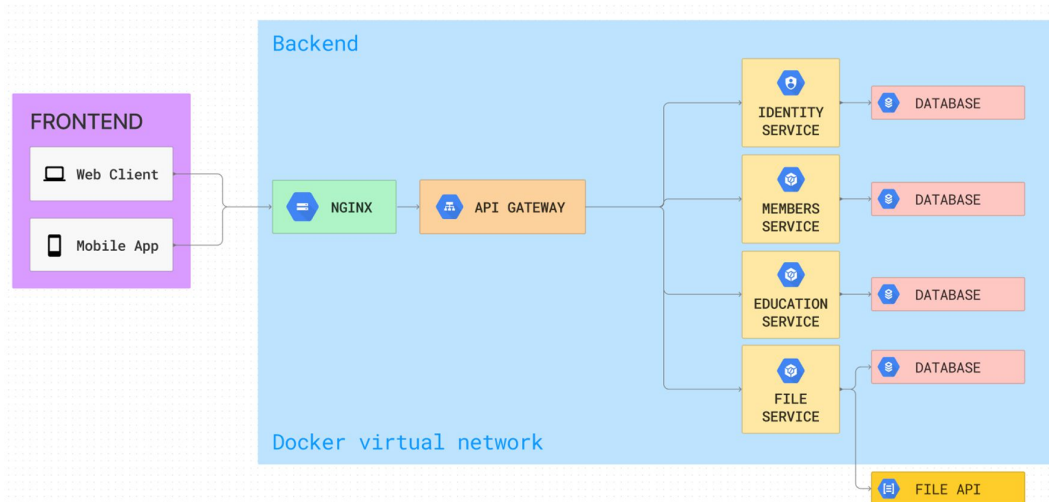 Backend
FRONTEND
Web Client
Mobile App
NGINX
API GATEWAY
IDENTITY
SERVICE
DATABASE
MEMBERS
SERVICE
DATABASE
EDUCATION
SERVICE
DATABASE
FILE
SERVICE
DATABASE
Docker virtual network
FILE API